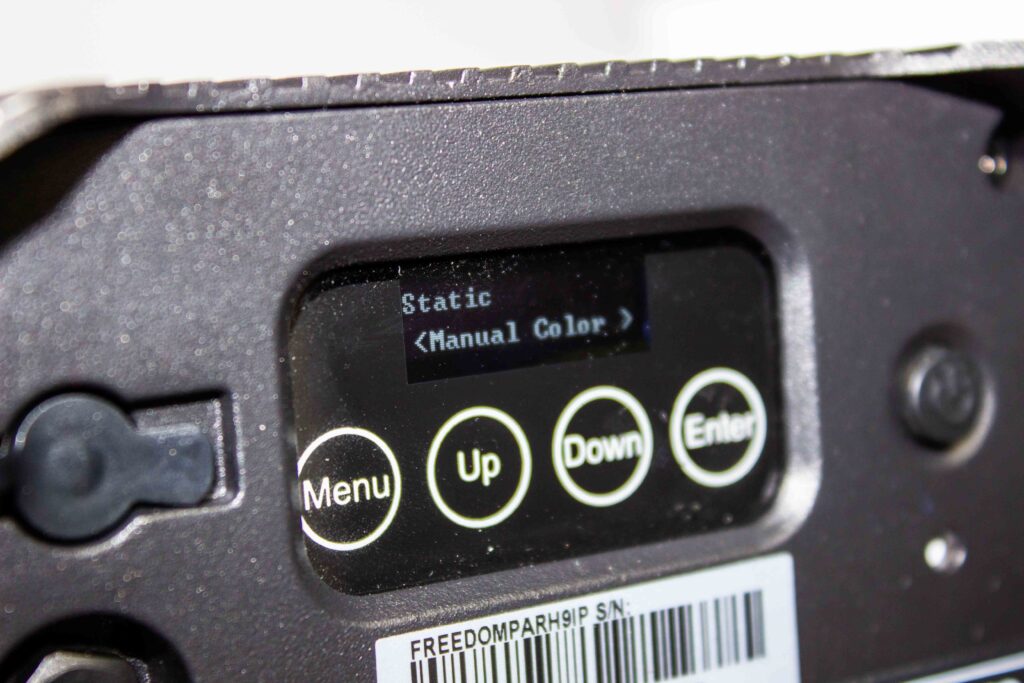 Static
<Manual Color >
Menu
Up
Down
Enter
FREEDOMPARH9IP S/N: